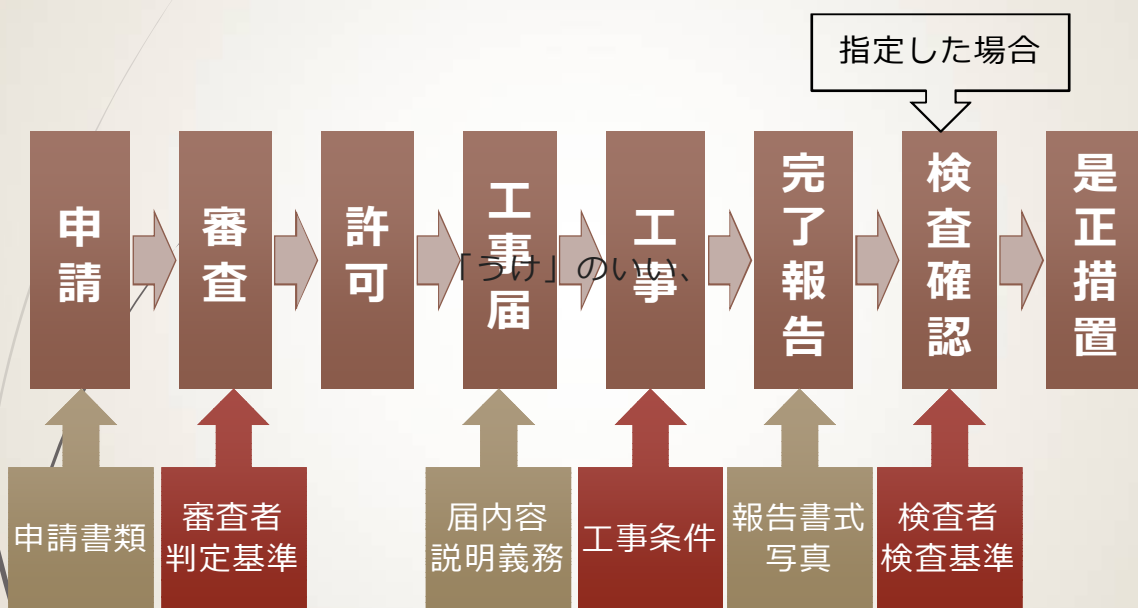 指定した場合
申請
審査
許可
工事届
工事
完了報告
検査確認
是正措置
「うけ」のいい、
申請書類
審査者
判定基準
届内容
説明義務
工事条件
報告書式
写真
検査者
検査基準